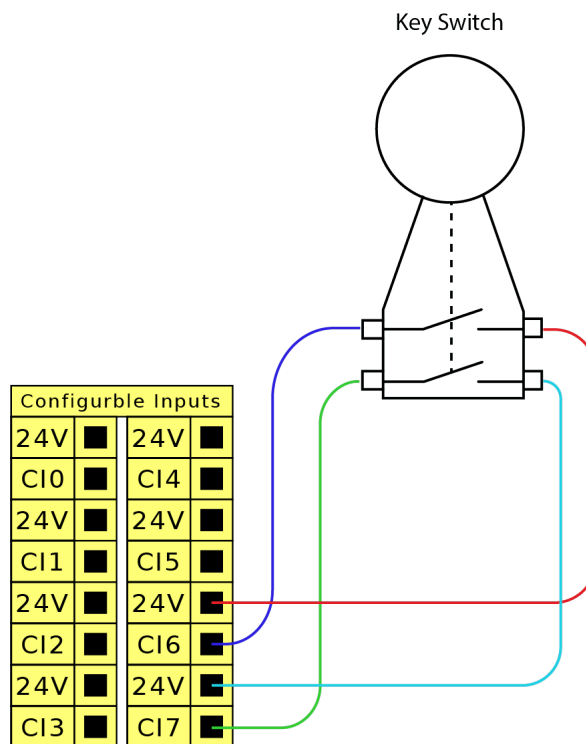 Key Switch
Configurble Inputs
24V 24V
CI0 CI4
24V 24V
CI1 CI5
24V 24V
CI2 CI6
24V 24V
CI3 CI7